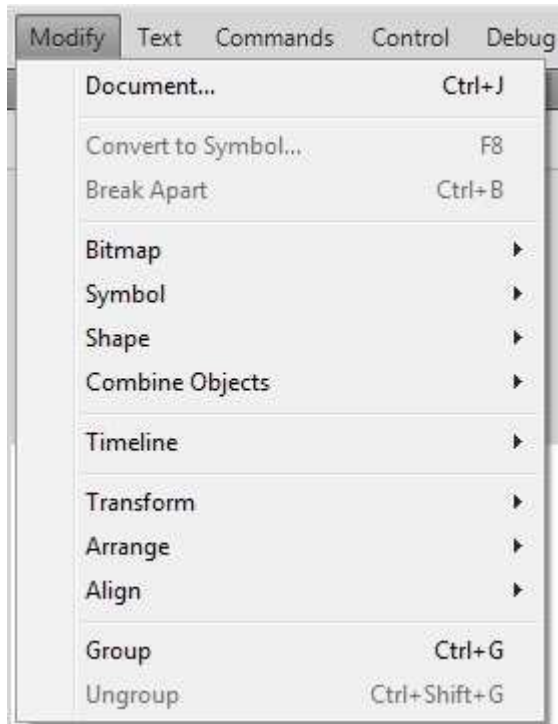 Modify Text Commands Control Debug
Document... Ctrl+J
Convert to Symbol... F8
Break Apart Ctrl+B
Bitmap
Symbol
Shape
Combine Objects
Timeline
Transform
Arrange
Align
Group Ctrl+G
Ungroup Ctrl+Shift+G